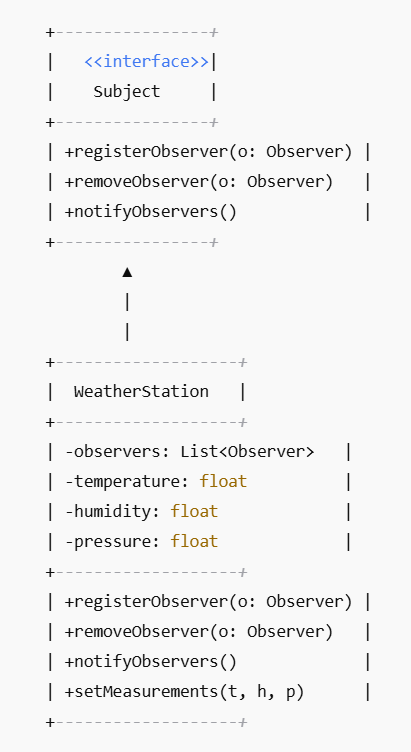 +----------------+
|   <<interface>>|
|    Subject     |
+----------------+
| +registerObserver(o: Observer) |
| +removeObserver(o: Observer)   |
| +notifyObservers()             |
+----------------+
        ▲
        |
        |
+-------------------+
|  WeatherStation   |
+-------------------+
| -observers: List<Observer>   |
| -temperature: float          |
| -humidity: float             |
| -pressure: float             |
+-------------------+
| +registerObserver(o: Observer) |
| +removeObserver(o: Observer)   |
| +notifyObservers()             |
| +setMeasurements(t, h, p)      |
+-------------------+